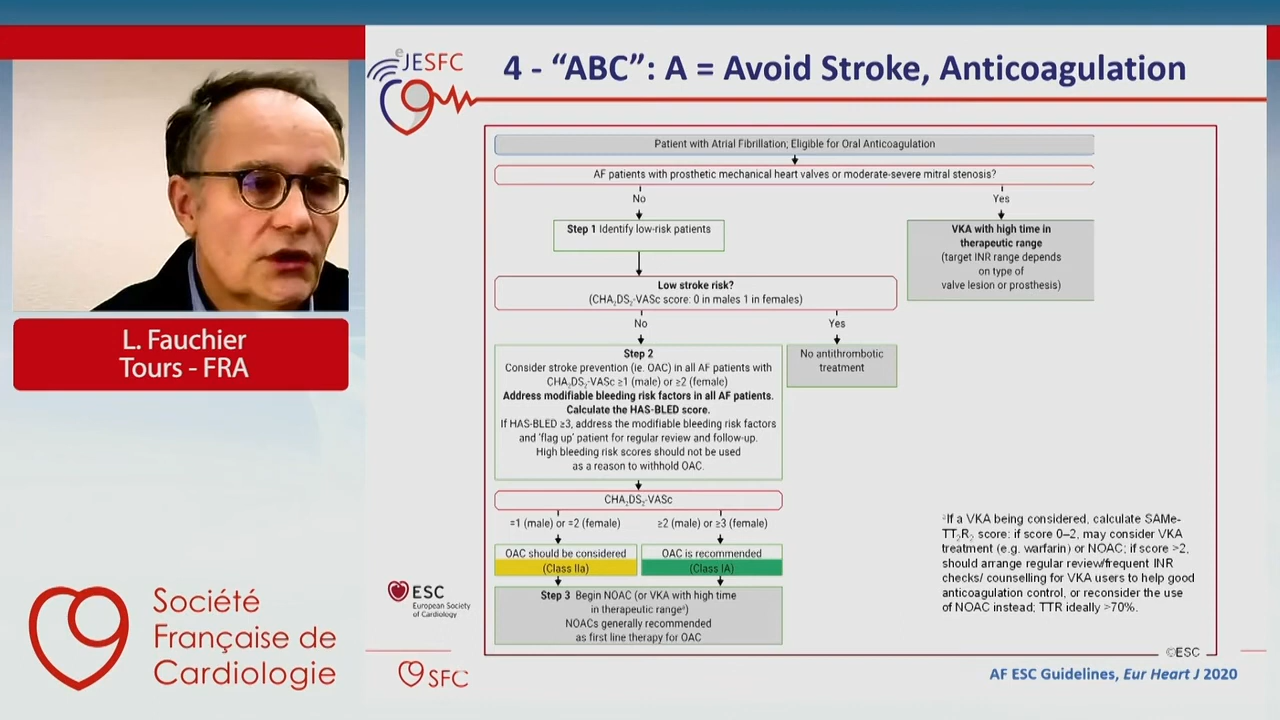 eJESFC
4 - “ABC”: A = Avoid Stroke, Anticoagulation
Patient with Atrial Fibrillation; Eligible for Oral Anticoagulation
AF patients with prosthetic mechanical heart valves or moderate-severe mitral stenosis?
No
Yes
Step 1 Identify low-risk patients
VKA with high time in
therapeutic range
(target INR range depends
on type of
valve lesion or prosthesis)
Low stroke risk?
(CHA₂DS₂-VASc score: 0 in males 1 in females)
No
Yes
Step 2
Consider stroke prevention (ie. OAC) in all AF patients with
CHA₂DS₂-VASc ≥1 (male) or ≥2 (female)
Address modifiable bleeding risk factors in all AF patients.
Calculate the HAS-BLED score.
If HAS-BLED ≥3, address the modifiable bleeding risk factors
and 'flag up' patient for regular review and follow-up.
High bleeding risk scores should not be used
as a reason to withhold OAC.
No antithrombotic
treatment
CHA₂DS₂-VASc
=1 (male) or =2 (female)
≥2 (male) or ≥3 (female)
OAC should be considered
(Class IIa)
OAC is recommended
(Class IA)
Step 3 Begin NOAC (or VKA with high time
in therapeutic rangeᵃ)
NOACs generally recommended
as first line therapy for OAC
ᵃIf a VKA being considered, calculate SAMe-
TT₂R₂ score: if score 0–2, may consider VKA
treatment (e.g. warfarin) or NOAC; if score >2,
should arrange regular review/frequent INR
checks/ counselling for VKA users to help good
anticoagulation control, or reconsider the use
of NOAC instead; TTR ideally >70%.
©ESC
ESC
European Society
of Cardiology
SFC
AF ESC Guidelines, Eur Heart J 2020
L. Fauchier
Tours - FRA
Société
Française de
Cardiologie